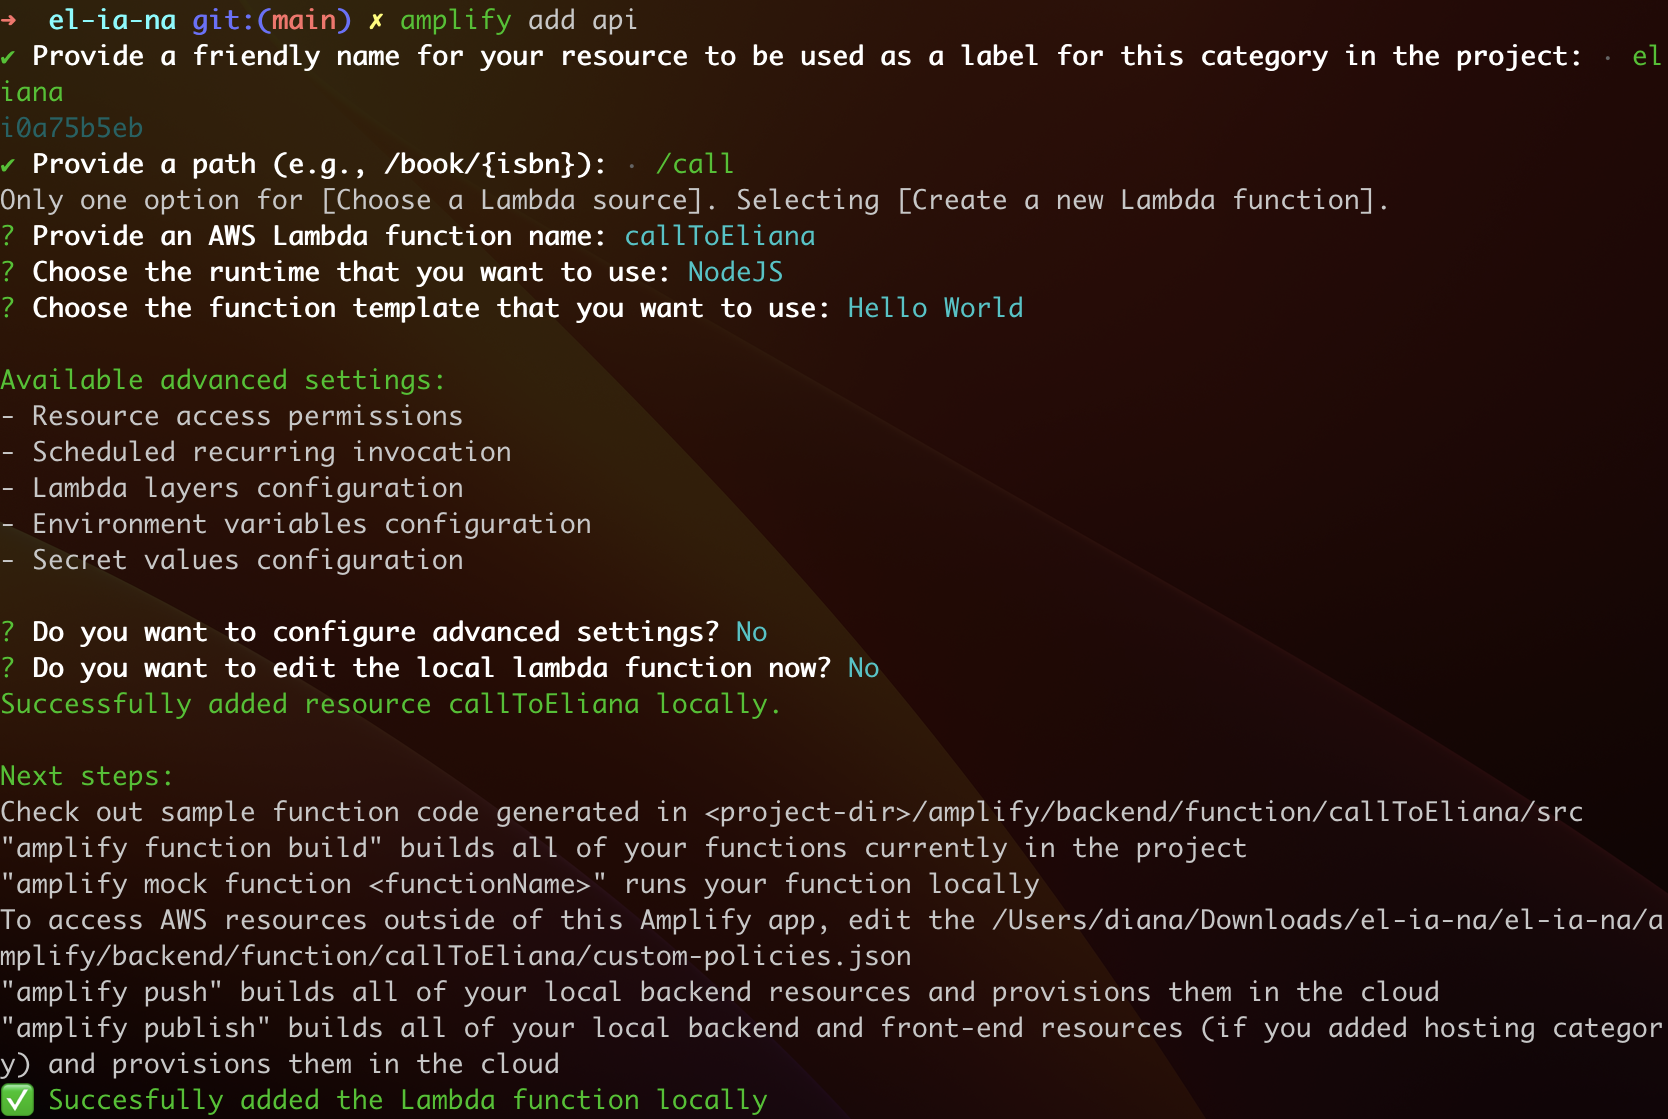 ➜  el-ia-na git:(main) ✗ amplify add api
✔ Provide a friendly name for your resource to be used as a label for this category in the project: · el
iana
i0a75b5eb
✔ Provide a path (e.g., /book/{isbn}): · /call
Only one option for [Choose a Lambda source]. Selecting [Create a new Lambda function].
? Provide an AWS Lambda function name: callToEliana
? Choose the runtime that you want to use: NodeJS
? Choose the function template that you want to use: Hello World
Available advanced settings:
- Resource access permissions
- Scheduled recurring invocation
- Lambda layers configuration
- Environment variables configuration
- Secret values configuration
? Do you want to configure advanced settings? No
? Do you want to edit the local lambda function now? No
Successfully added resource callToEliana locally.
Next steps:
Check out sample function code generated in <project-dir>/amplify/backend/function/callToEliana/src
"amplify function build" builds all of your functions currently in the project
"amplify mock function <functionName>" runs your function locally
To access AWS resources outside of this Amplify app, edit the /Users/diana/Downloads/el-ia-na/el-ia-na/a
mplify/backend/function/callToEliana/custom-policies.json
"amplify push" builds all of your local backend resources and provisions them in the cloud
"amplify publish" builds all of your local backend and front-end resources (if you added hosting categor
y) and provisions them in the cloud
✅ Succesfully added the Lambda function locally